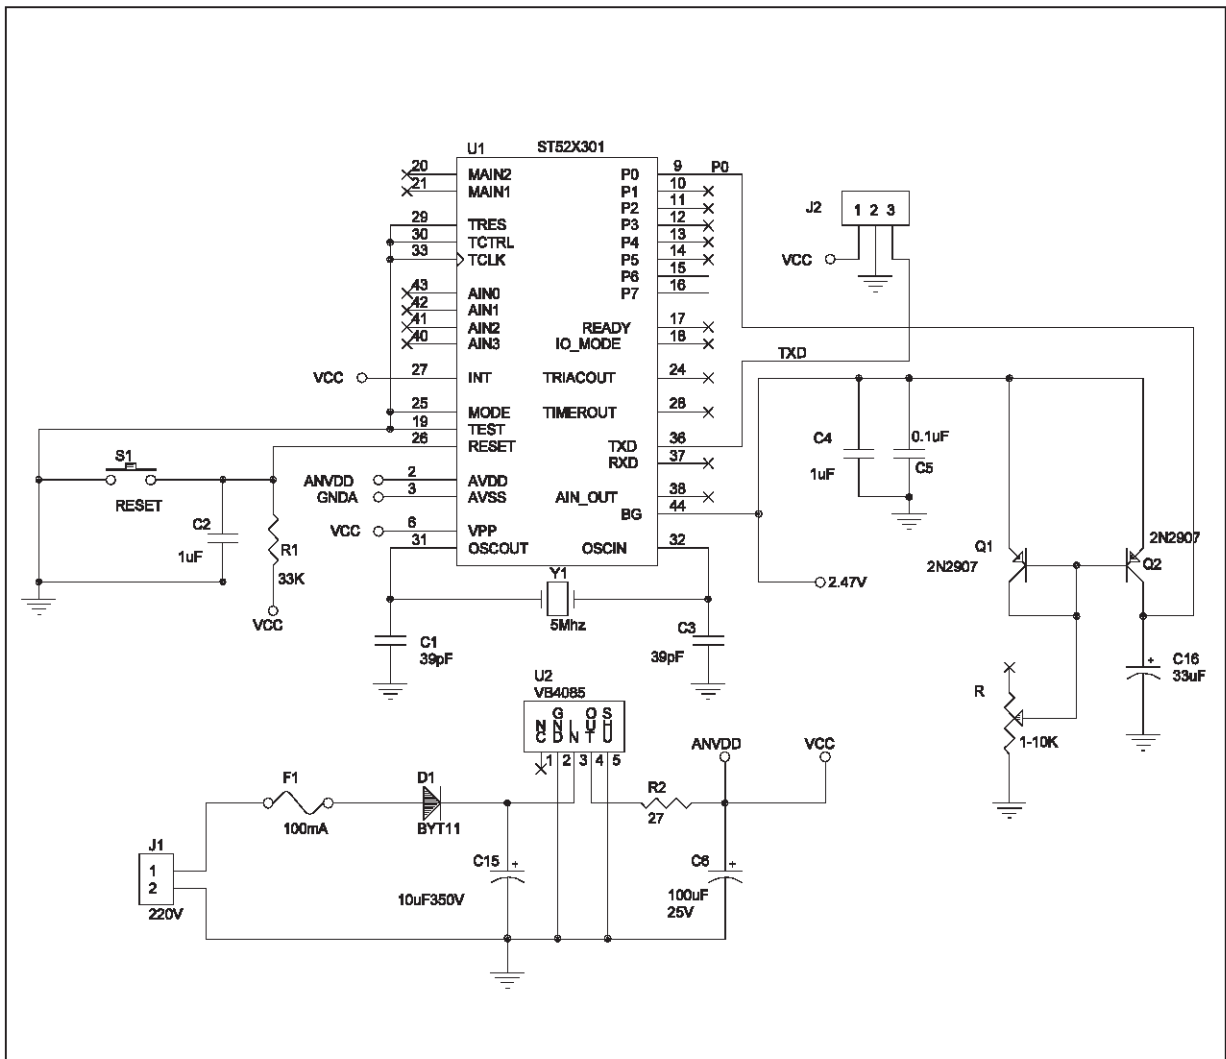 U1 ST52X301
20 MAIN2 P0 9 P0
21 MAIN1 P1 10
P2 11
29 TRES P3 12
30 TCTRL P4 13
33 TCLK P5 14
P6 15
43 AIN0 P7 16
42 AIN1
41 AIN2 READY 17
40 AIN3 IO_MODE 18
VCC 27 INT TRIACOUT 24
25 MODE TIMEROUT 28
19 TEST
26 RESET TXD 36
RXD 37
ANVDD 2 AVDD
GNDA 3 AVSS AIN_OUT 38
BG 44
VCC 6 VPP
31 OSCOUT OSCIN 32
J2 1 2 3
VCC
TXD
S1
RESET
C2
1uF
R1
33K
VCC
C4
1uF
0.1uF
C5
2.47V
Q1
2N2907
2N2907
Q2
Y1
5Mhz
C1
39pF
C3
39pF
R
1-10K
C16
33uF
U2
VB4085
NC GND IN OUT SHU
1 2 3 4 5
ANVDD VCC
F1
100mA
D1
BYT11
R2
27
J1
1
2
220V
C15
10uF350V
C6
100uF
25V